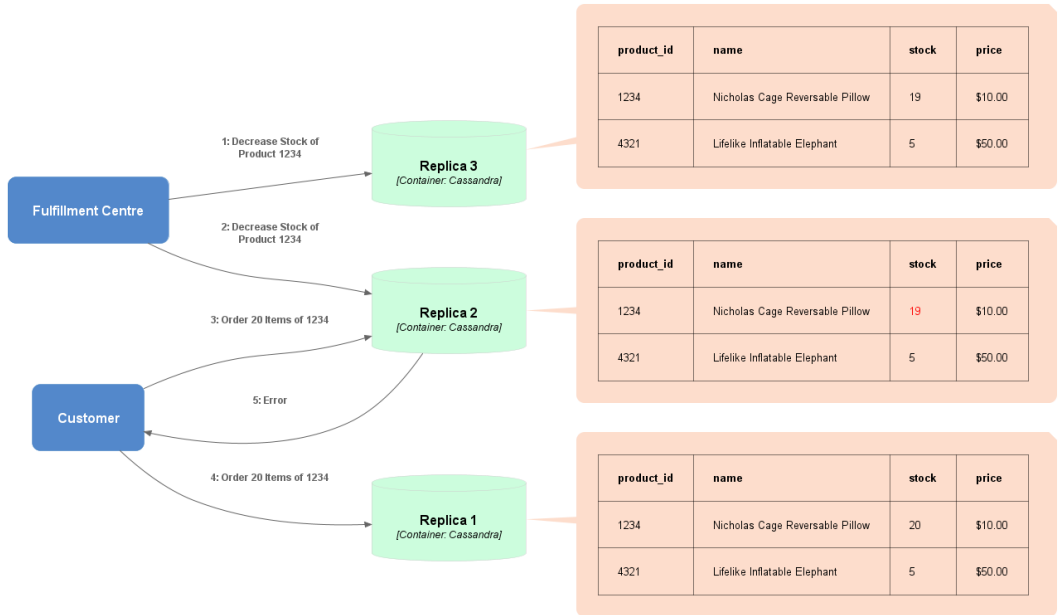 product_id name stock price
1234 Nicholas Cage Reversable Pillow 19 $10.00
4321 Lifelike Inflatable Elephant 5 $50.00
1: Decrease Stock of
Product 1234
Replica 3
[Container: Cassandra]
Fulfillment Centre
2: Decrease Stock of
Product 1234
product_id name stock price
1234 Nicholas Cage Reversable Pillow 19 $10.00
4321 Lifelike Inflatable Elephant 5 $50.00
Replica 2
[Container: Cassandra]
3: Order 20 Items of 1234
5: Error
Customer
4: Order 20 Items of 1234
Replica 1
[Container: Cassandra]
product_id name stock price
1234 Nicholas Cage Reversable Pillow 20 $10.00
4321 Lifelike Inflatable Elephant 5 $50.00